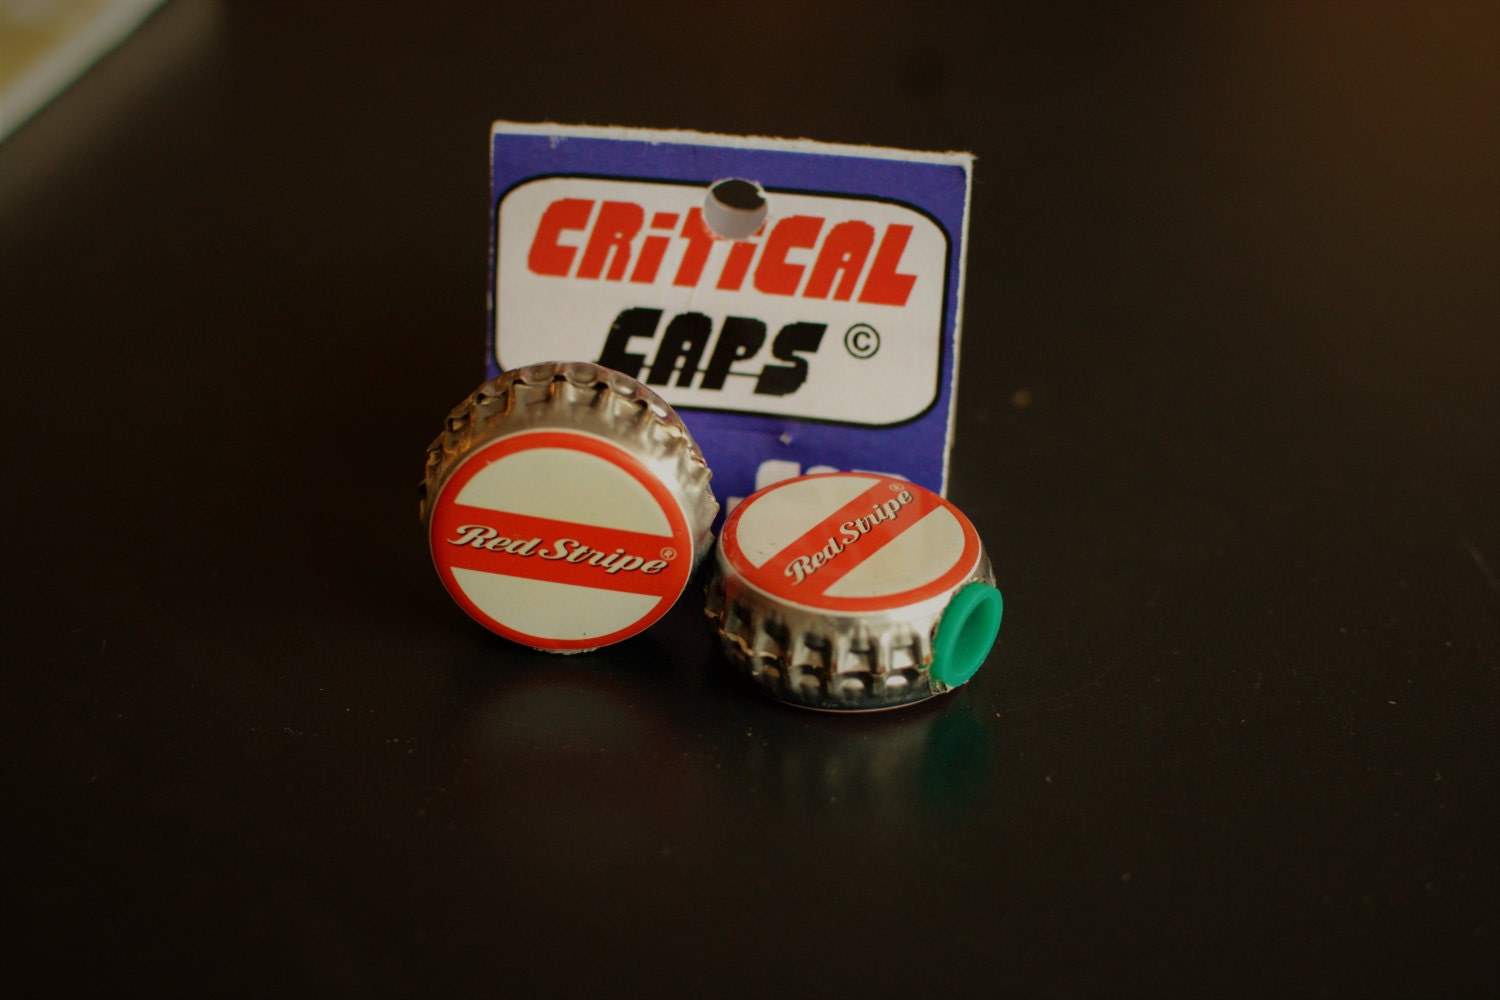 CRiTiCAL
CAPS ©
Red Stripe®
Red Stripe®